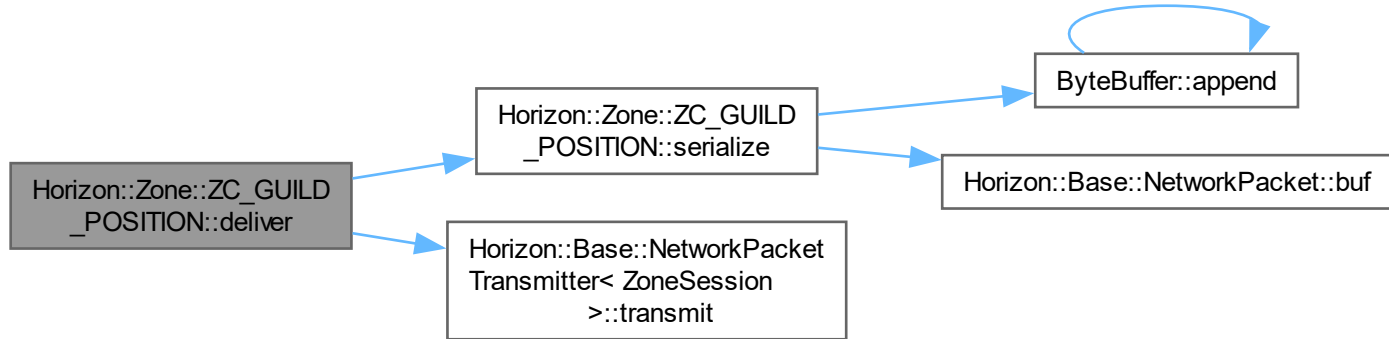 Horizon::Zone::ZC_GUILD
_POSITION::deliver
Horizon::Zone::ZC_GUILD
_POSITION::serialize
ByteBuffer::append
Horizon::Base::NetworkPacket::buf
Horizon::Base::NetworkPacket
Transmitter< ZoneSession
>::transmit